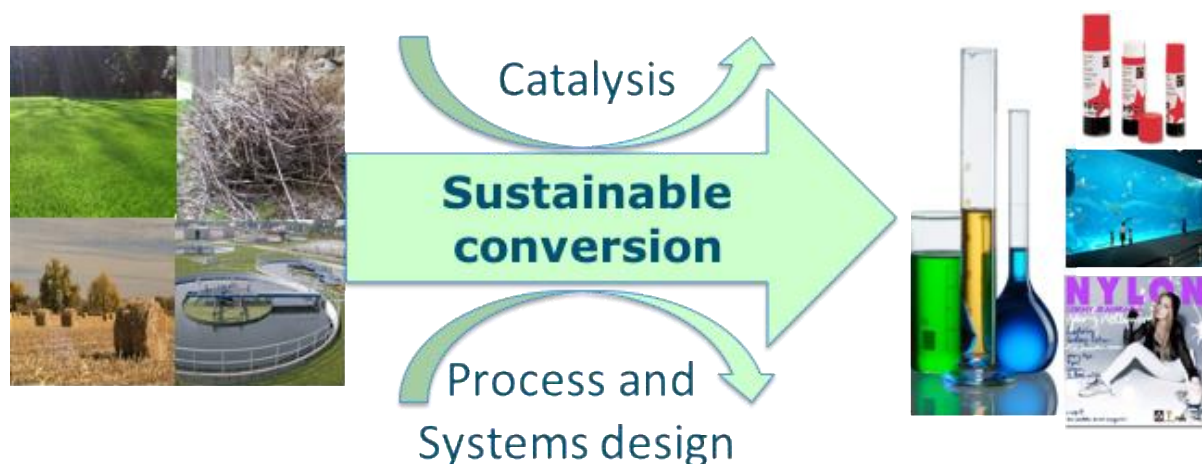 Catalysis
Sustainable
conversion
Process and
Systems design
NYLON